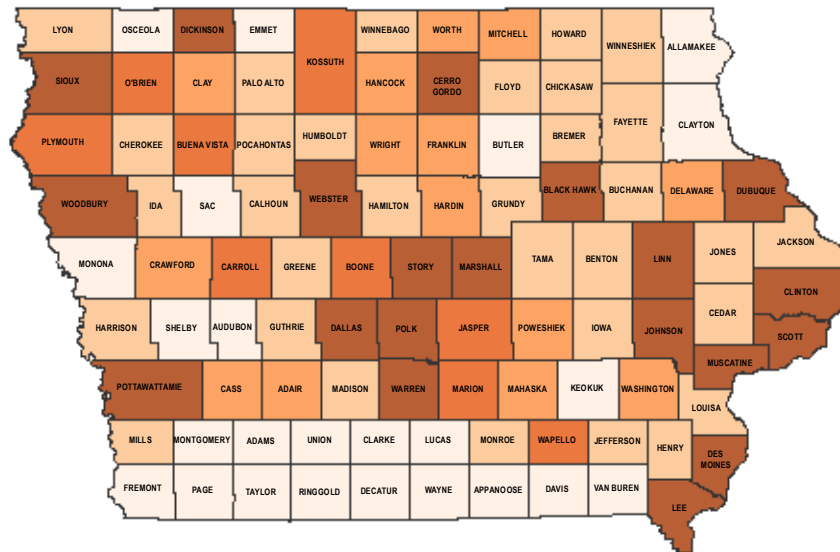 LYON
OSCEOLA
DICKINSON
EMMET
WINNEBAGO
WORTH
MITCHELL
HOWARD
WINNESHIEK
ALLAMAKEE
KOSSUTH
SIOUX
O'BRIEN
CLAY
PALO ALTO
HANCOCK
CERRO
GORDO
FLOYD
CHICKASAW
FAYETTE
CLAYTON
PLYMOUTH
CHEROKEE
BUENA VISTA
POCAHONTAS
HUMBOLDT
WRIGHT
FRANKLIN
BUTLER
BREMER
WOODBURY
IDA
SAC
CALHOUN
WEBSTER
HAMILTON
HARDIN
GRUNDY
BLACK HAWK
BUCHANAN
DELAWARE
DUBUQUE
MONONA
CRAWFORD
CARROLL
GREENE
BOONE
STORY
MARSHALL
TAMA
BENTON
LINN
JONES
JACKSON
CLINTON
HARRISON
SHELBY
AUDUBON
GUTHRIE
DALLAS
POLK
JASPER
POWESHIEK
IOWA
JOHNSON
CEDAR
SCOTT
MUSCATINE
POTTAWATTAMIE
CASS
ADAIR
MADISON
WARREN
MARION
MAHASKA
KEOKUK
WASHINGTON
LOUISA
MILLS
MONTGOMERY
ADAMS
UNION
CLARKE
LUCAS
MONROE
WAPELLO
JEFFERSON
HENRY
DES
MOINES
FREMONT
PAGE
TAYLOR
RINGGOLD
DECATUR
WAYNE
APPANOOSE
DAVIS
VAN BUREN
LEE